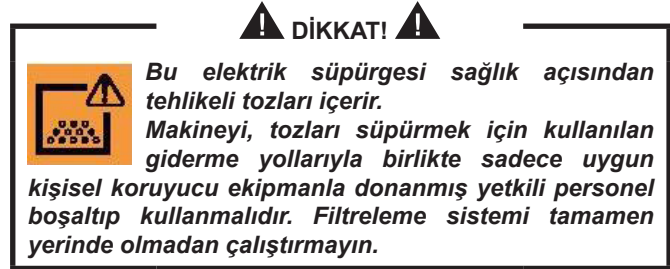 DİKKAT!
Bu elektrik süpürgesi sağlık açısından
tehlikeli tozları içerir.
Makineyi, tozları süpürmek için kullanılan
giderme yollarıyla birlikte sadece uygun
kişisel koruyucu ekipmanla donanmış yetkili personel
boşaltıp kullanmalıdır. Filtreleme sistemi tamamen
yerinde olmadan çalıştırmayın.